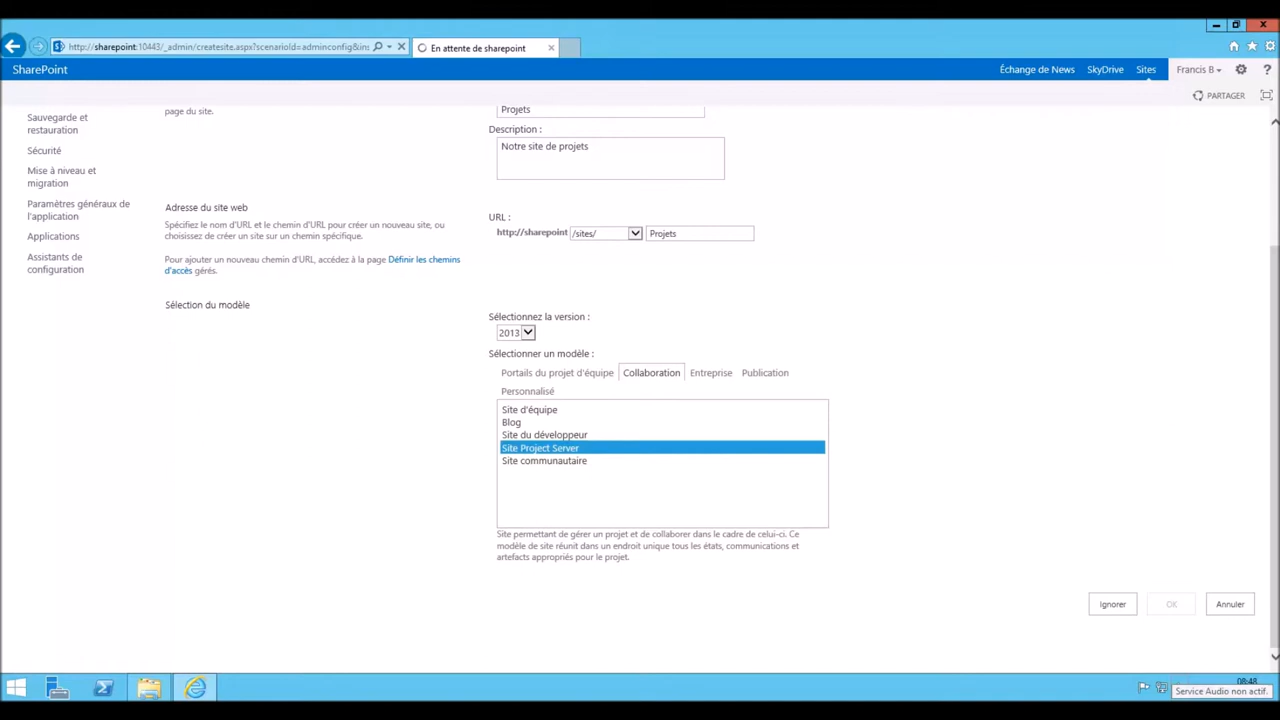 http://sharepoint:10443/_admin/createsite.aspx?scenarioId=adminconfig&ins
En attente de sharepoint
SharePoint
Échange de News
SkyDrive
Sites
Francis B
?
PARTAGER
page du site.
Projets
Sauvegarde et
restauration
Description :
Notre site de projets
Sécurité
Mise à niveau et
migration
Paramètres généraux de
l'application
Applications
Assistants de
configuration
Adresse du site web
Spécifiez le nom d'URL et le chemin d'URL pour créer un nouveau site, ou
choisissez de créer un site sur un chemin spécifique.
Pour ajouter un nouveau chemin d'URL, accédez à la page Définir les chemins
d'accès gérés.
URL :
http://sharepoint /sites/ Projets
Sélection du modèle
Sélectionnez la version :
2013
Sélectionner un modèle :
Portails du projet d'équipe Collaboration Entreprise Publication
Personnalisé
Site d'équipe
Blog
Site du développeur
Site Project Server
Site communautaire
Site permettant de gérer un projet et de collaborer dans le cadre de celui-ci. Ce
modèle de site réunit dans un endroit unique tous les états, communications et
artefacts appropriés pour le projet.
Ignorer
OK
Annuler
08:48
Service Audio non actif.